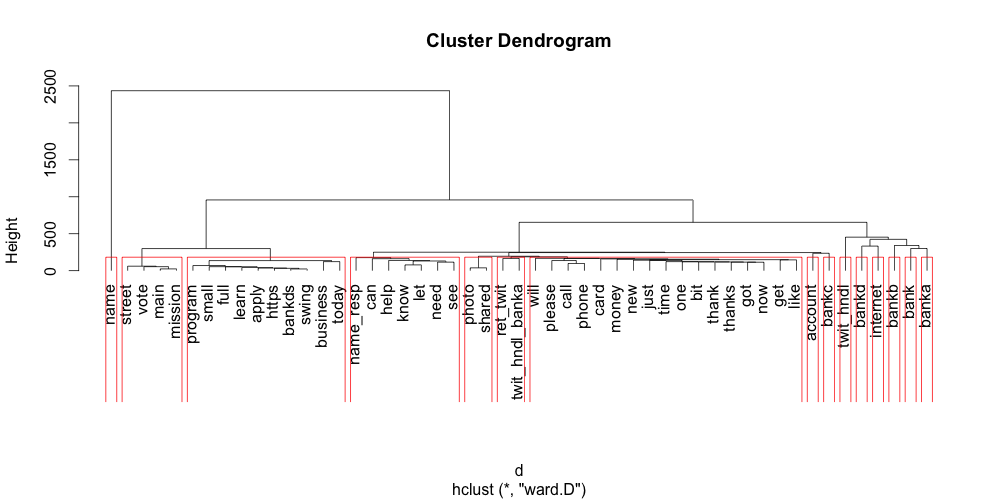 Cluster Dendrogram
Height
2500
1500
500
0
name
street
vote
main
mission
program
small
full
learn
apply
https
bankds
swing
business
today
name_resp
can
help
know
let
need
see
photo
shared
ret_twit
twit_hndl_banka
will
please
call
phone
card
money
new
just
time
one
bit
thank
thanks
got
now
get
like
account
bankc
twit_hndl
bankd
internet
bankb
bank
banka
d
hclust (*, "ward.D")